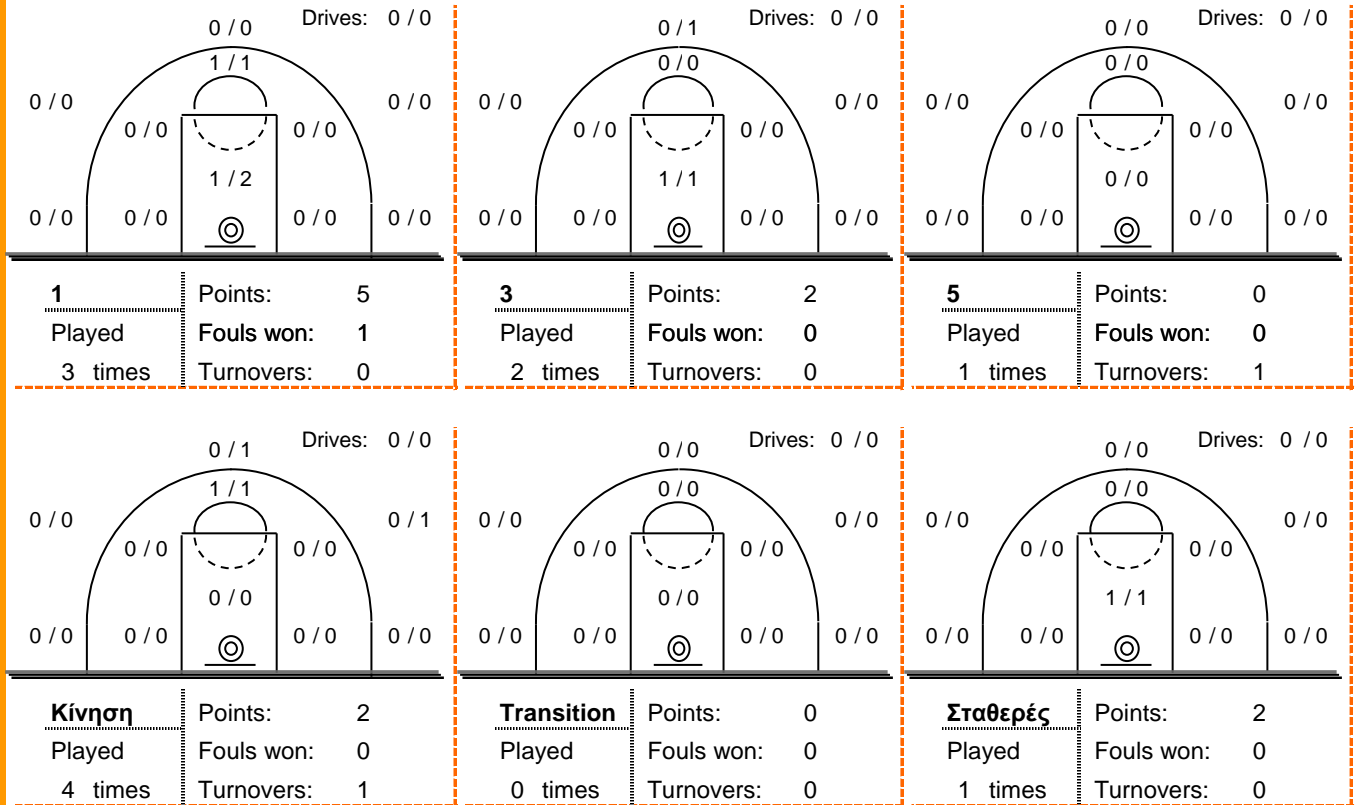 Drives: 0 / 0
0 / 0
1 / 1
0 / 0 0 / 0
0 / 0 0 / 0
1 / 2
0 / 0 0 / 0 0 / 0 0 / 0
1 Points: 5
Played Fouls won: 1
3 times Turnovers: 0
Drives: 0 / 0
0 / 1
0 / 0
0 / 0 0 / 0
0 / 0 0 / 0
1 / 1
0 / 0 0 / 0 0 / 0 0 / 0
3 Points: 2
Played Fouls won: 0
2 times Turnovers: 0
Drives: 0 / 0
0 / 0
0 / 0
0 / 0 0 / 0
0 / 0 0 / 0
0 / 0
0 / 0 0 / 0 0 / 0 0 / 0
5 Points: 0
Played Fouls won: 0
1 times Turnovers: 1
Drives: 0 / 0
0 / 1
1 / 1
0 / 0 0 / 1
0 / 0 0 / 0
0 / 0
0 / 0 0 / 0 0 / 0 0 / 0
Κίνηση Points: 2
Played Fouls won: 0
4 times Turnovers: 1
Drives: 0 / 0
0 / 0
0 / 0
0 / 0 0 / 0
0 / 0 0 / 0
0 / 0
0 / 0 0 / 0 0 / 0 0 / 0
Transition Points: 0
Played Fouls won: 0
0 times Turnovers: 0
Drives: 0 / 0
0 / 0
0 / 0
0 / 0 0 / 0
0 / 0 0 / 0
1 / 1
0 / 0 0 / 0 0 / 0 0 / 0
Σταθερές Points: 2
Played Fouls won: 0
1 times Turnovers: 0